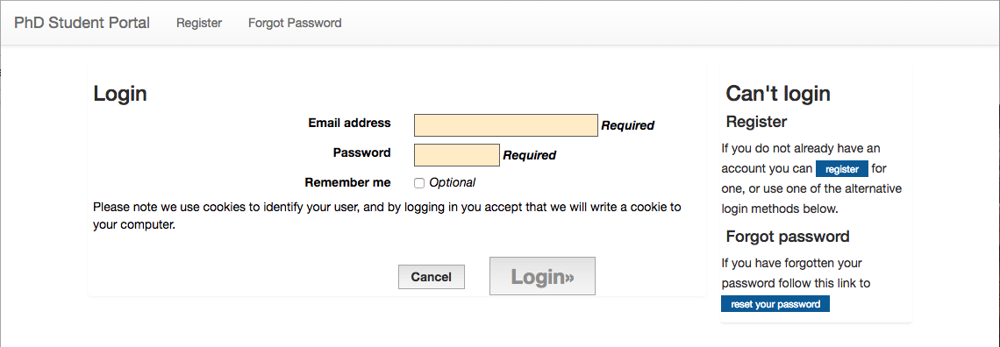 PhD Student Portal Register Forgot Password
Login
Email address Required
Password Required
Remember me Optional
Please note we use cookies to identify your user, and by logging in you accept that we will write a cookie to
your computer.
Cancel Login»
Can't login
Register
If you do not already have an
account you can register for
one, or use one of the alternative
login methods below.
Forgot password
If you have forgotten your
password follow this link to
reset your password